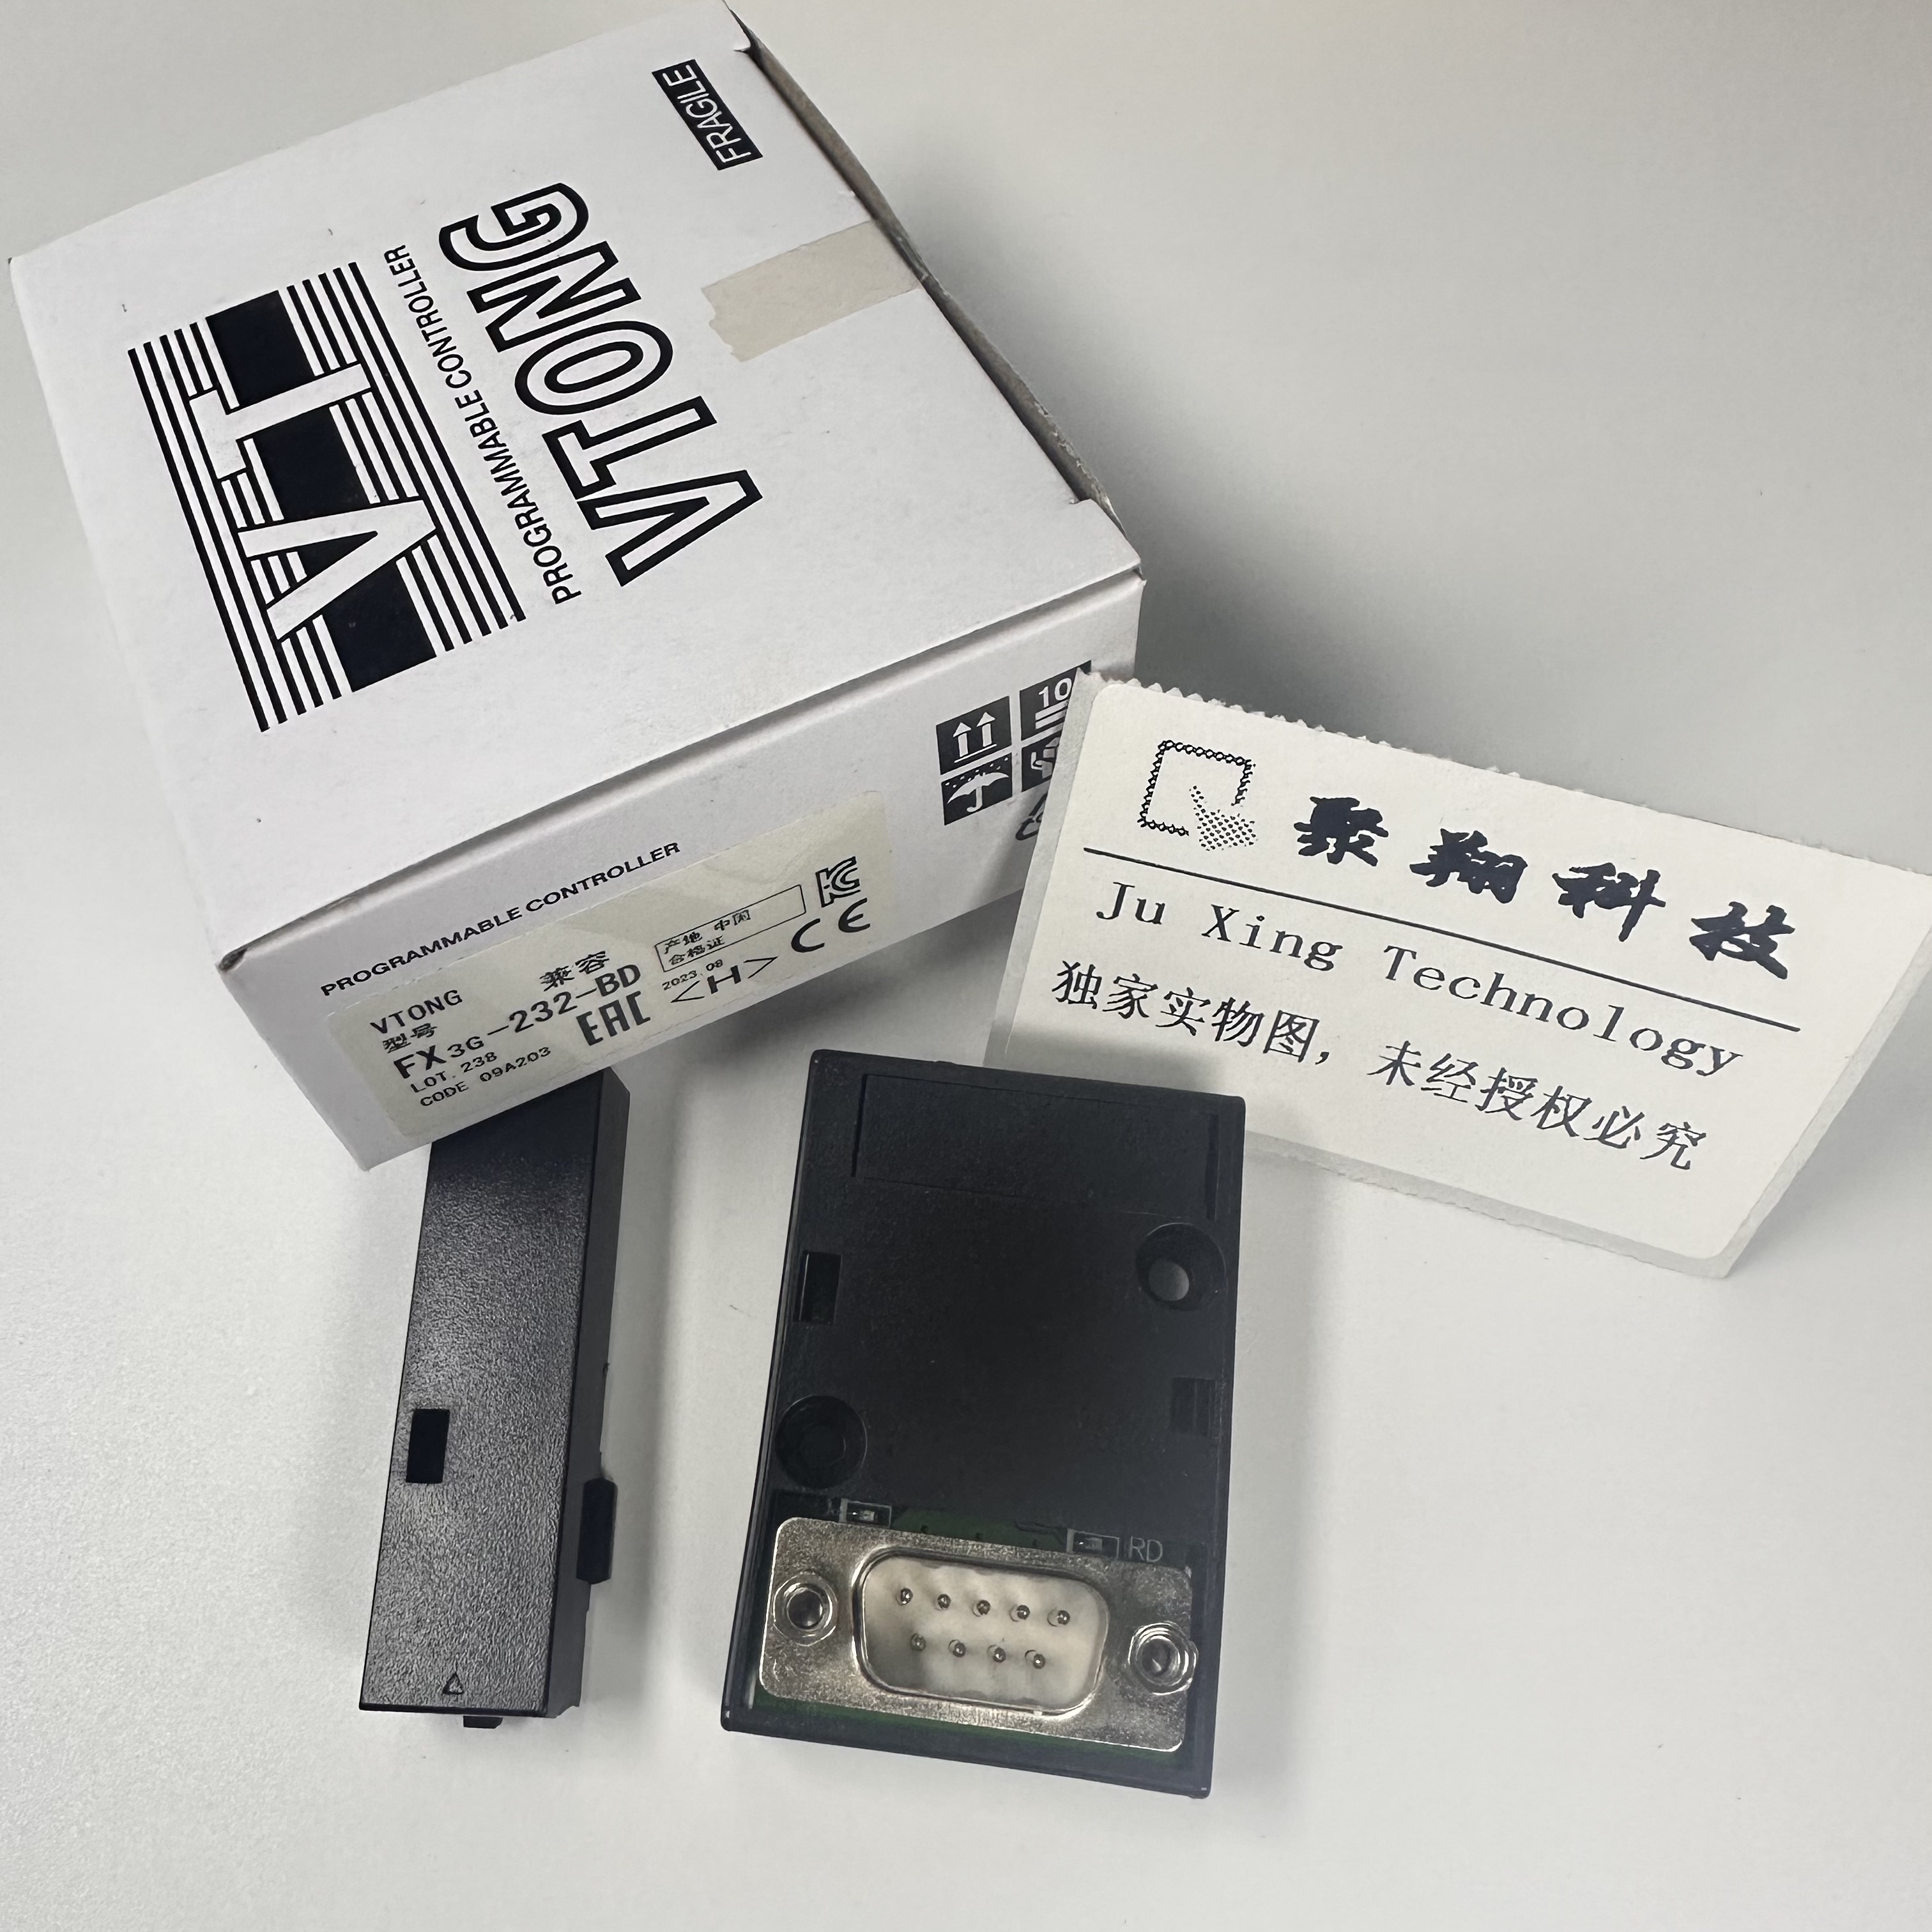 FRAGILE
VT
PROGRAMMABLE CONTROLLER
VTONG
PROGRAMMABLE CONTROLLER
VTONG
兼容
型号
FX3G-232-BD
LOT. 238
CODE 09A203
EAC
产地 中国
合格证
2023.08
<H>
CE
10
聚翔科技
Ju Xing Technology
独家实物图，未经授权必究
RD